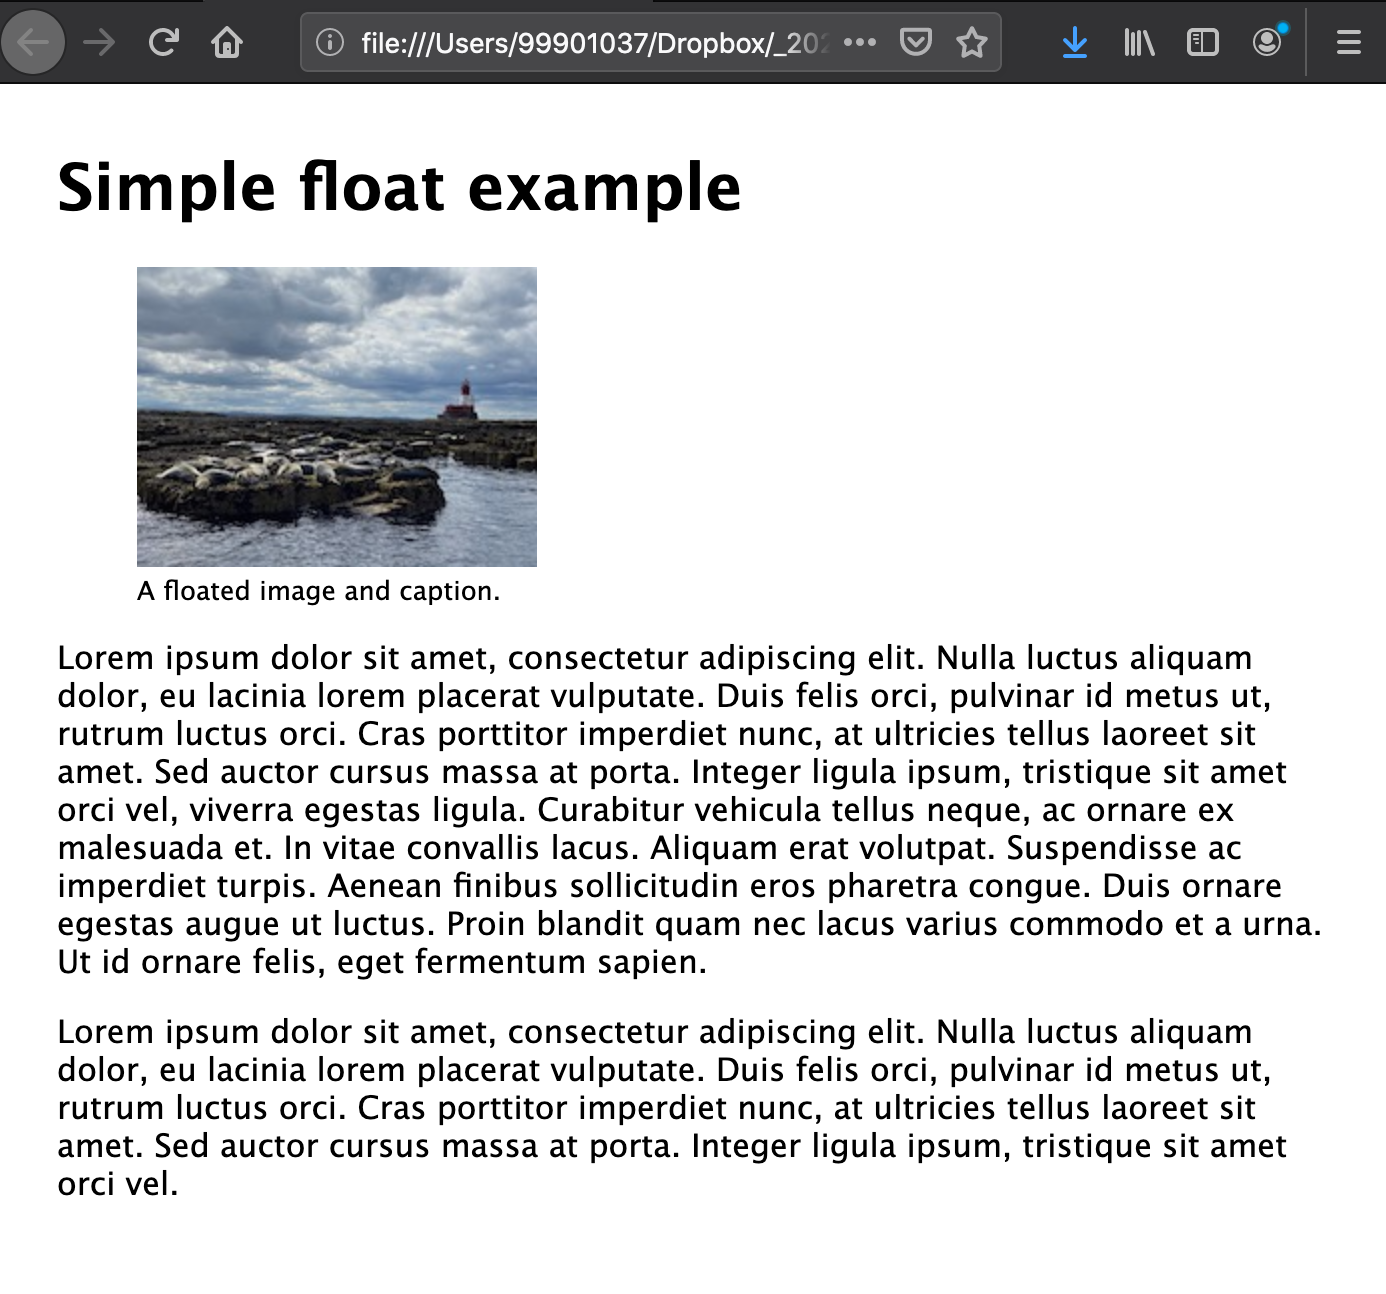 file:///Users/99901037/Dropbox/_202
Simple float example
A floated image and caption.
Lorem ipsum dolor sit amet, consectetur adipiscing elit. Nulla luctus aliquam
dolor, eu lacinia lorem placerat vulputate. Duis felis orci, pulvinar id metus ut,
rutrum luctus orci. Cras porttitor imperdiet nunc, at ultricies tellus laoreet sit
amet. Sed auctor cursus massa at porta. Integer ligula ipsum, tristique sit amet
orci vel, viverra egestas ligula. Curabitur vehicula tellus neque, ac ornare ex
malesuada et. In vitae convallis lacus. Aliquam erat volutpat. Suspendisse ac
imperdiet turpis. Aenean finibus sollicitudin eros pharetra congue. Duis ornare
egestas augue ut luctus. Proin blandit quam nec lacus varius commodo et a urna.
Ut id ornare felis, eget fermentum sapien.
Lorem ipsum dolor sit amet, consectetur adipiscing elit. Nulla luctus aliquam
dolor, eu lacinia lorem placerat vulputate. Duis felis orci, pulvinar id metus ut,
rutrum luctus orci. Cras porttitor imperdiet nunc, at ultricies tellus laoreet sit
amet. Sed auctor cursus massa at porta. Integer ligula ipsum, tristique sit amet
orci vel.